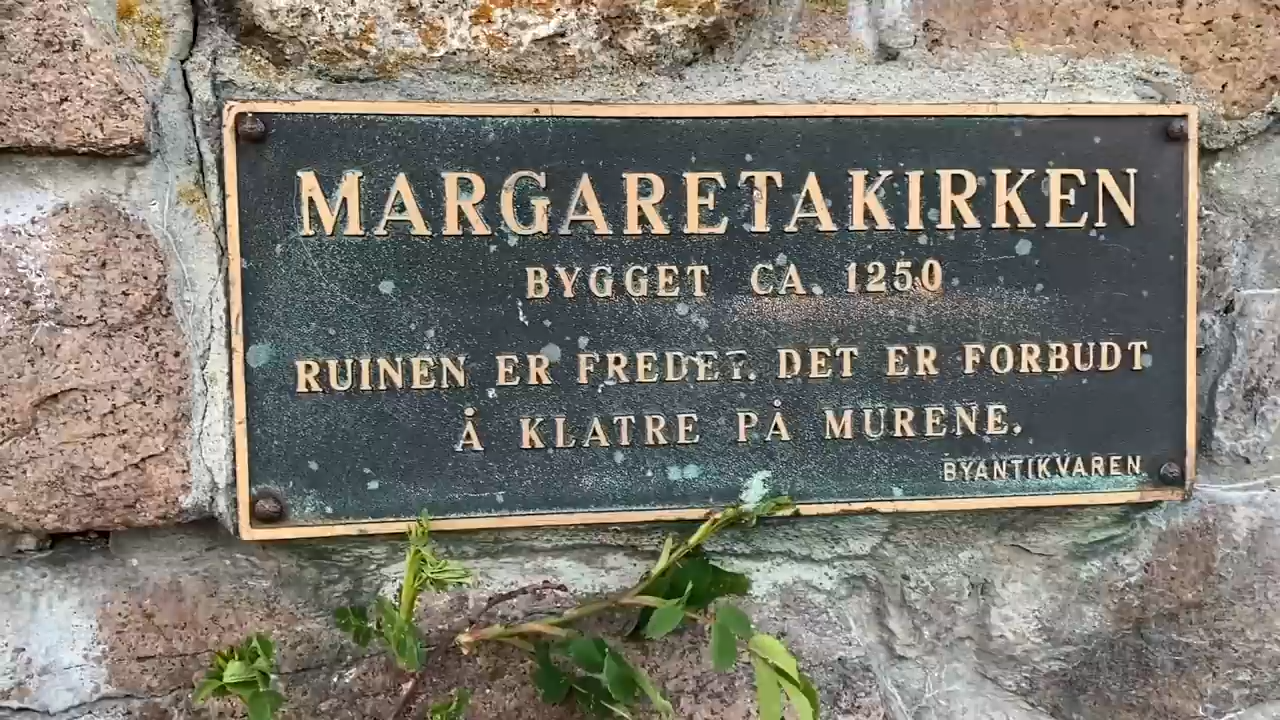 MARGARETAKIRKEN
BYGGET CA. 1250
RUINEN ER FREDET. DET ER FORBUDT
Å KLATRE PÅ MURENE.
BYANTIKVAREN.